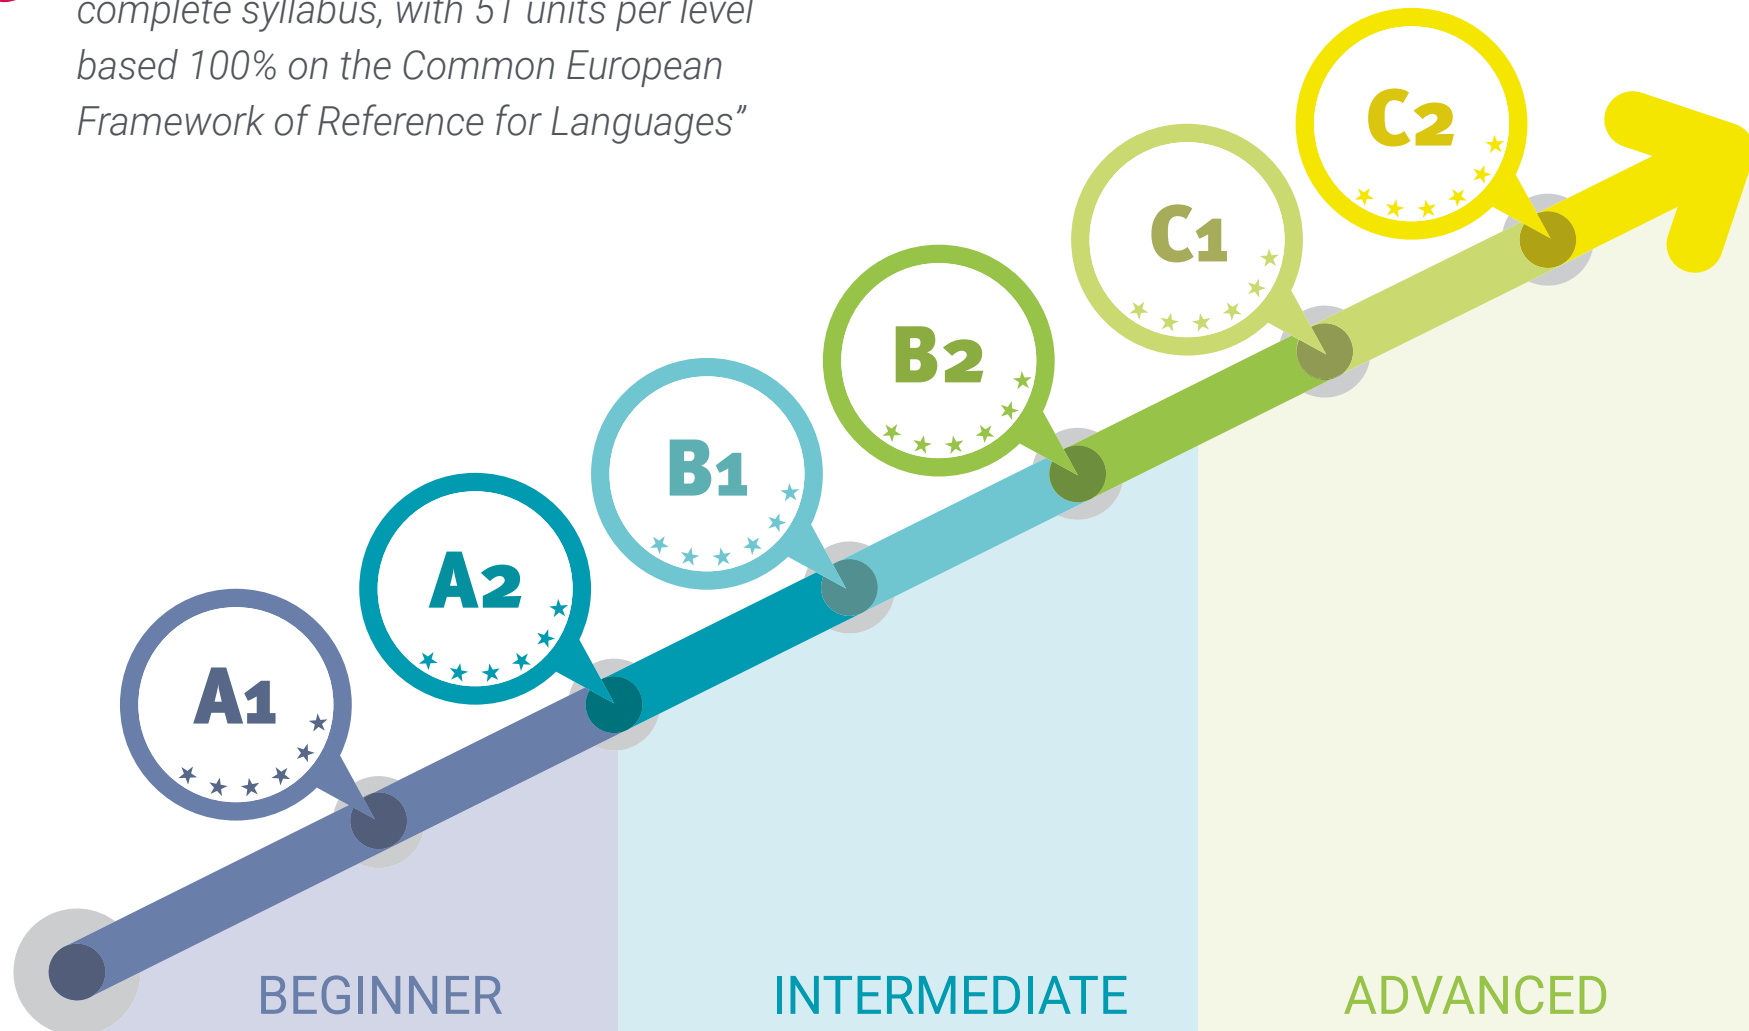 complete syllabus, with 51 units per level
based 100% on the Common European
Framework of Reference for Languages”
C2
C1
B2
B1
A2
A1
BEGINNER
INTERMEDIATE
ADVANCED